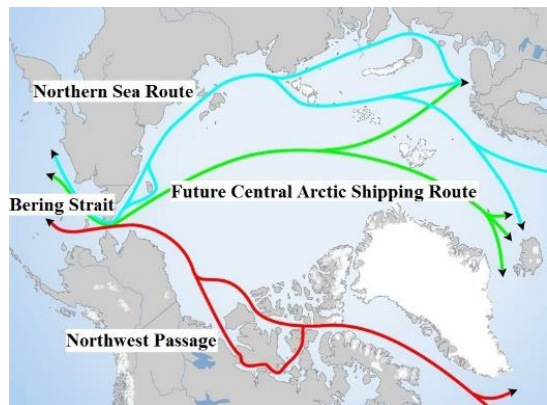 Northern Sea Route
Future Central Arctic Shipping Route
Bering Strait
Northwest Passage